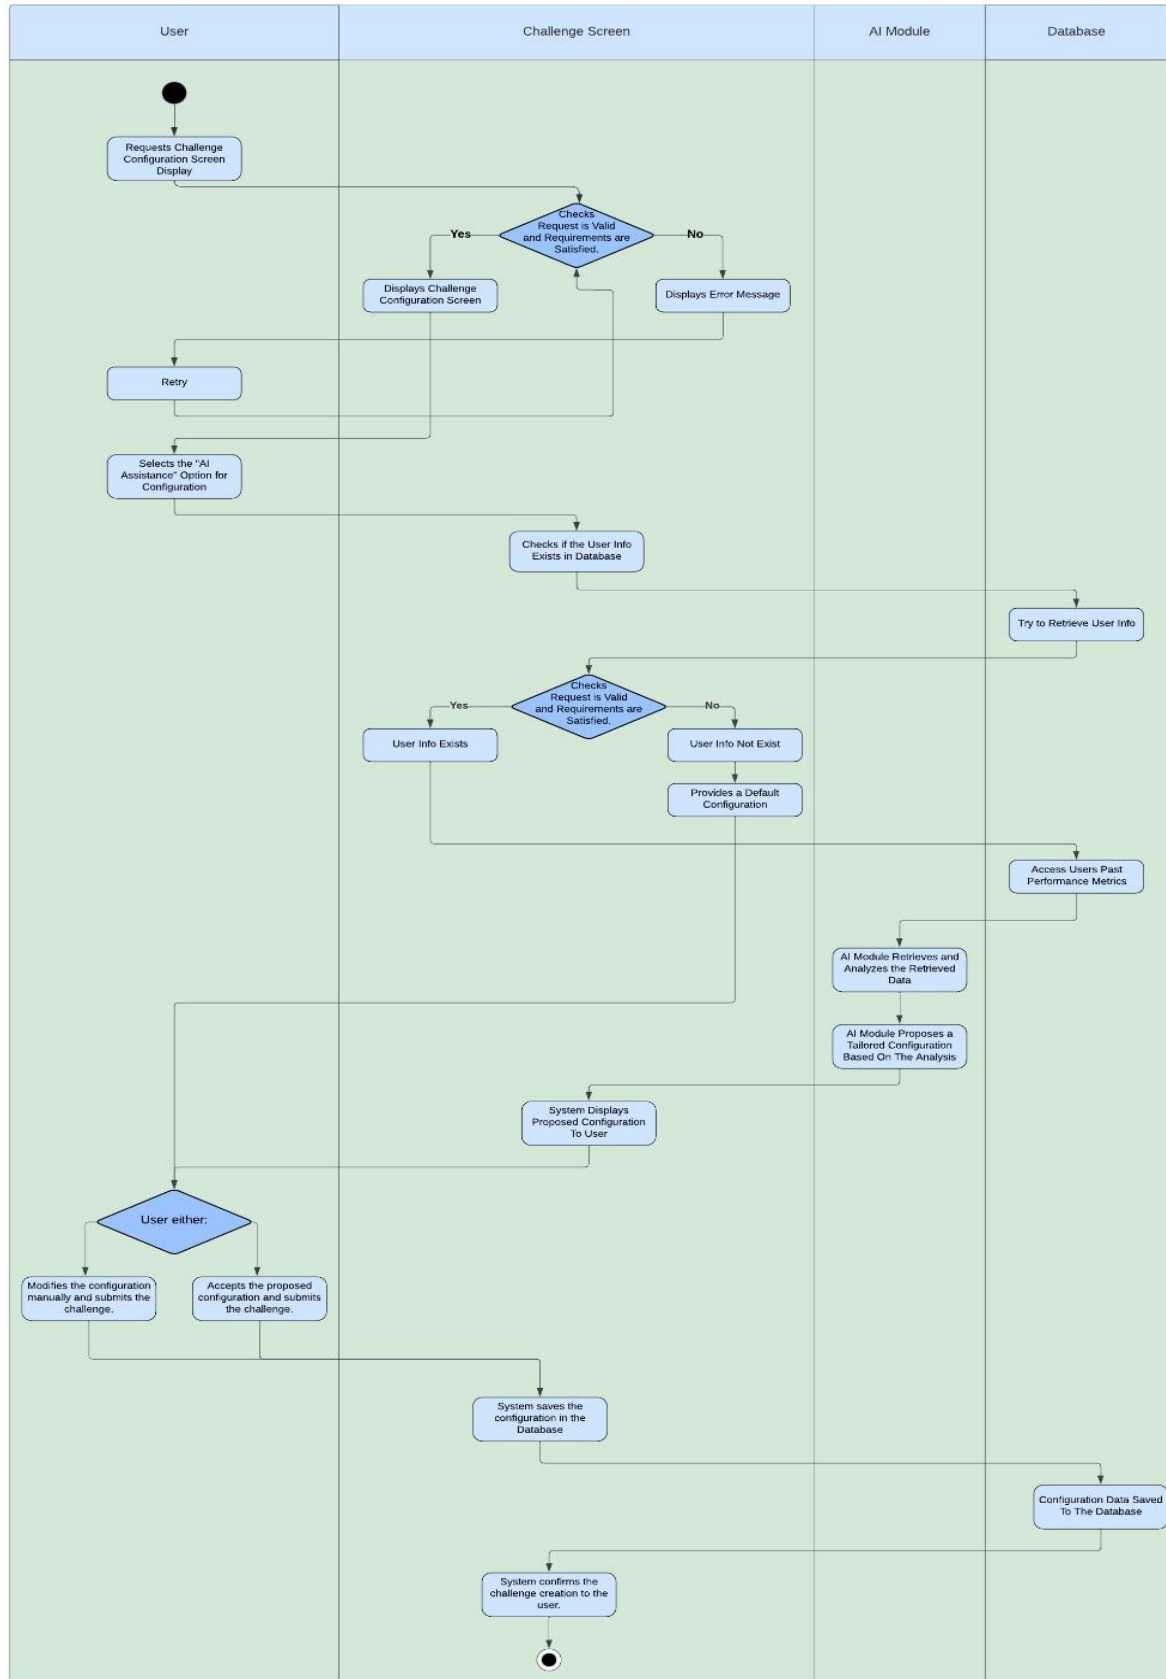 User
Challenge Screen
AI Module
Database
Requests Challenge
Configuration Screen
Display
Checks
Request is Valid
and Requirements are
Satisfied.
Yes
No
Displays Challenge
Configuration Screen
Displays Error Message
Retry
Selects the "AI
Assistance" Option for
Configuration
Checks if the User Info
Exists in Database
Try to Retrieve User Info
Checks
Request is Valid
and Requirements are
Satisfied.
Yes
No
User Info Exists
User Info Not Exist
Provides a Default
Configuration
Access Users Past
Performance Metrics
AI Module Retrieves and
Analyzes the Retrieved
Data
AI Module Proposes a
Tailored Configuration
Based On The Analysis
System Displays
Proposed Configuration
To User
User either:
Modifies the configuration
manually and submits the
challenge.
Accepts the proposed
configuration and submits
the challenge.
System saves the
configuration in the
Database
Configuration Data Saved
To The Database
System confirms the
challenge creation to the
user.